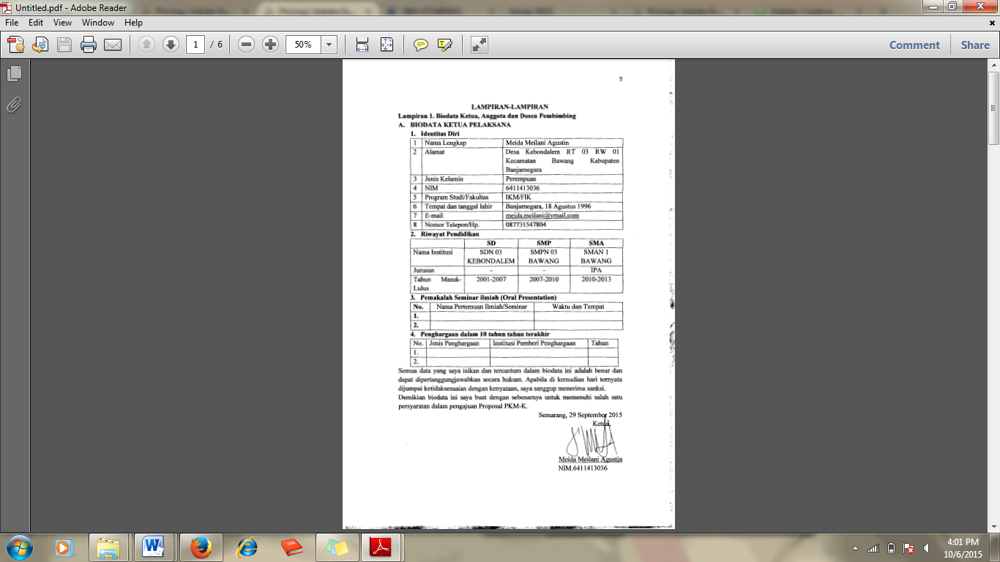 Untitled.pdf - Adobe Reader
File Edit View Window Help
1 / 6 50% Comment Share
9
LAMPIRAN-LAMPIRAN
Lampiran 1. Biodata Ketua, Anggota dan Dosen Pembimbing
A. BIODATA KETUA PELAKSANA
1. Identitas Diri
1 Nama Lengkap Meida Meilani Agustin
2 Alamat Desa Kebondalem RT 03 RW 01
Kecamatan Bawang Kabupaten
Banjarnegara
3 Jenis Kelamin Perempuan
4 NIM 6411413036
5 Program Studi/Fakultas IKM/FIK
6 Tempat dan tanggal lahir Banjarnegara, 18 Agustus 1996
7 E-mail meida.meilani@ymail.com
8 Nomor Telepon/Hp. 087731547804
2. Riwayat Pendidikan
SD SMP SMA
Nama Institusi SDN 03 SMPN 03 SMAN 1
KEBONDALEM BAWANG BAWANG
Jurusan - - IPA
Tahun Masuk- 2001-2007 2007-2010 2010-2013
Lulus
3. Pemakalah Seminar ilmiah (Oral Presentation)
No. Nama Pertemuan Ilmiah/Seminar Waktu dan Tempat
1.
2.
4. Penghargaan dalam 10 tahun tahun terakhir
No. Jenis Penghargaan Institusi Pemberi Penghargaan Tahun
1.
2.
Semua data yang saya isikan dan tercantum dalam biodata ini adalah benar dan
dapat dipertanggungjawabkan secara hukum. Apabila di kemudian hari ternyata
dijumpai ketidaksesuaian dengan kenyataan, saya sanggup menerima sanksi.
Demikian biodata ini saya buat dengan sebenarnya untuk memenuhi salah satu
persyaratan dalam pengajuan Proposal PKM-K.
Semarang, 29 September 2015
Ketua,
Meida Meilani Agustin
NIM.6411413036
4:01 PM
10/6/2015